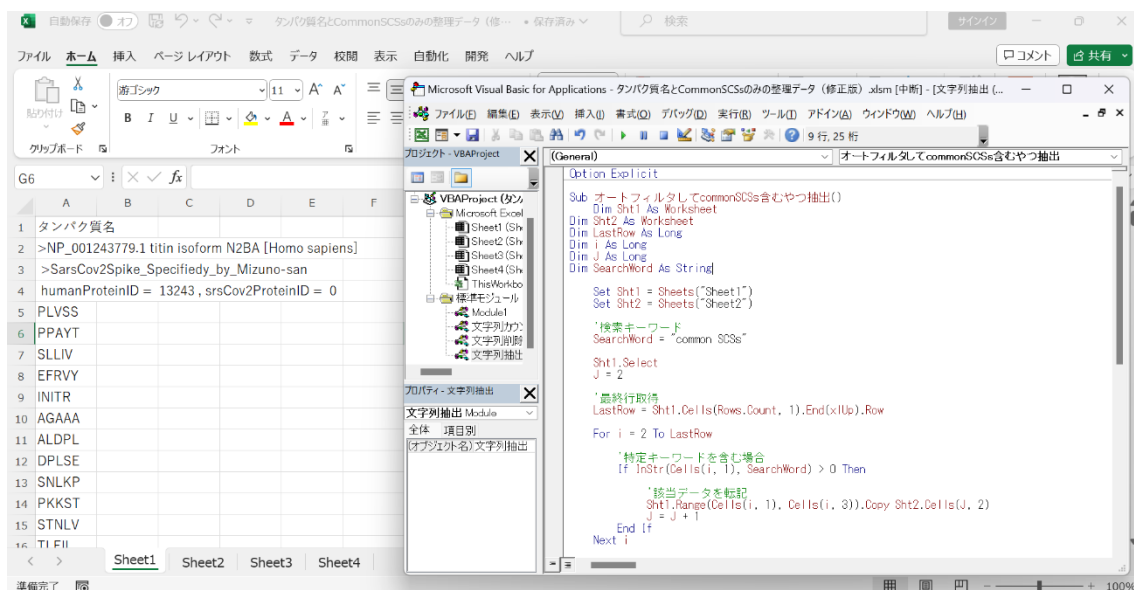 自動保存 オフ タンパク質名とCommonSCSsのみの整理データ (修… • 保存済み 検索 サインイン
ファイル ホーム 挿入 ページ レイアウト 数式 データ 校閲 表示 自動化 開発 ヘルプ コメント 共有
貼り付け 游ゴシック 11 A^ A˅
B I U A
クリップボード フォント
G6 fx
A B C D E F
1 タンパク質名
2 >NP_001243779.1 titin isoform N2BA [Homo sapiens]
3 >SarsCov2Spike_Specifiedy_by_Mizuno-san
4 humanProteinID = 13243 , srsCov2ProteinID = 0
5 PLVSS
6 PPAYT
7 SLLIV
8 EFRVY
9 INITR
10 AGAAA
11 ALDPL
12 DPLSE
13 SNLKP
14 PKKST
15 STNLV
16 TLFIL
Sheet1 Sheet2 Sheet3 Sheet4
準備完了 100%
Microsoft Visual Basic for Applications - タンパク質名とCommonSCSsのみの整理データ (修正版) .xlsm [中断] - [文字列抽出 (...
ファイル(F) 編集(E) 表示(V) 挿入(I) 書式(O) デバッグ(D) 実行(R) ツール(T) アドイン(A) ウィンドウ(W) ヘルプ(H)
9 行, 25 桁
プロジェクト - VBAProject
VBAProject (タン
Microsoft Excel
Sheet1 (Sh
Sheet2 (Sh
Sheet3 (Sh
Sheet4 (Sh
ThisWorkbo
標準モジュール
Module1
文字列カウン
文字列削除
文字列抽出
プロパティ - 文字列抽出
文字列抽出 Module
全体 項目別
(オブジェクト名) 文字列抽出
(General) オートフィルタしてcommonSCSs含むやつ抽出
Option Explicit
Sub オートフィルタしてcommonSCSs含むやつ抽出()
Dim Sht1 As Worksheet
Dim Sht2 As Worksheet
Dim LastRow As Long
Dim i As Long
Dim J As Long
Dim SearchWord As String
Set Sht1 = Sheets("Sheet1")
Set Sht2 = Sheets("Sheet2")
'検索キーワード
SearchWord = "common SCSs"
Sht1.Select
J = 2
'最終行取得
LastRow = Sht1.Cells(Rows.Count, 1).End(xlUp).Row
For i = 2 To LastRow
'特定キーワードを含む場合
If InStr(Cells(i, 1), SearchWord) > 0 Then
'該当データを転記
Sht1.Range(Cells(i, 1), Cells(i, 3)).Copy Sht2.Cells(J, 2)
J = J + 1
End If
Next i